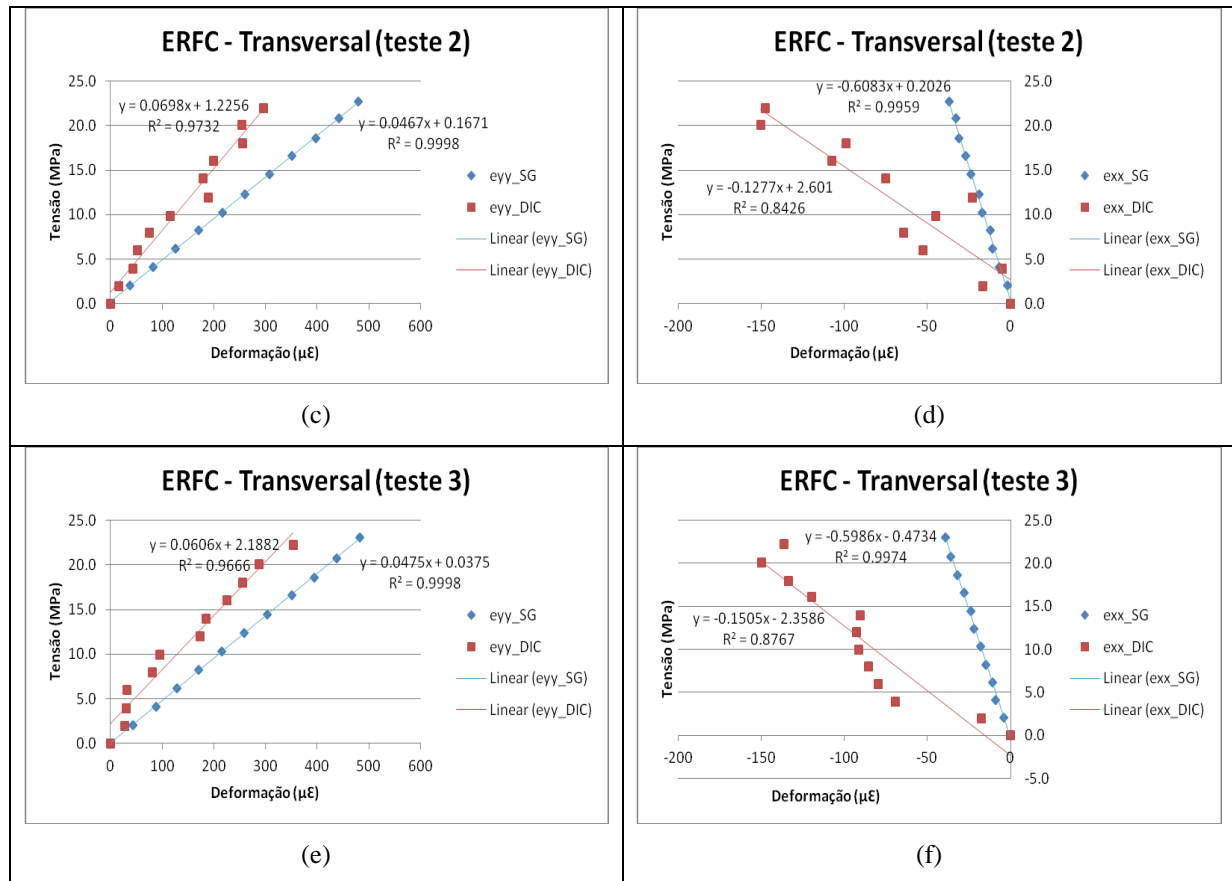 ERFC - Transversal (teste 2)
25.0
20.0
15.0
10.0
5.0
0.0
Tensão (MPa)
y = 0.0698x + 1.2256
R² = 0.9732
y = 0.0467x + 0.1671
R² = 0.9998
0 100 200 300 400 500 600
Deformação (µƐ)
eyy_SG
eyy_DIC
Linear (eyy_SG)
Linear (eyy_DIC)
(c)
ERFC - Transversal (teste 2)
25.0
20.0
15.0
10.0
5.0
0.0
Tensão (MPa)
y = -0.6083x + 0.2026
R² = 0.9959
y = -0.1277x + 2.601
R² = 0.8426
-200 -150 -100 -50 0
Deformação (µƐ)
exx_SG
exx_DIC
Linear (exx_SG)
Linear (exx_DIC)
(d)
ERFC - Transversal (teste 3)
25.0
20.0
15.0
10.0
5.0
0.0
Tensão (MPa)
y = 0.0606x + 2.1882
R² = 0.9666
y = 0.0475x + 0.0375
R² = 0.9998
0 100 200 300 400 500 600
Deformação (µƐ)
eyy_SG
eyy_DIC
Linear (eyy_SG)
Linear (eyy_DIC)
(e)
ERFC - Tranversal (teste 3)
25.0
20.0
15.0
10.0
5.0
0.0
-5.0
Tensão (MPa)
y = -0.5986x - 0.4734
R² = 0.9974
y = -0.1505x - 2.3586
R² = 0.8767
-200 -150 -100 -50 0
Deformação (µƐ)
exx_SG
exx_DIC
Linear (exx_SG)
Linear (exx_DIC)
(f)